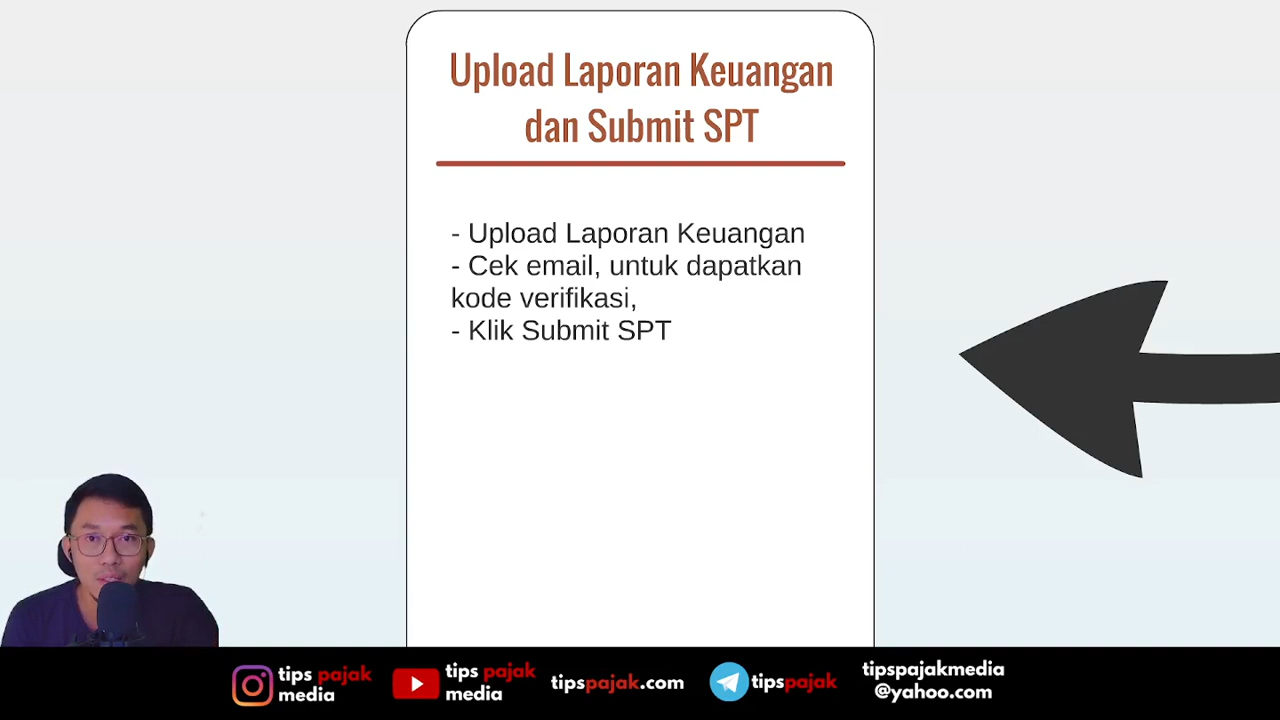 Upload Laporan Keuangan
dan Submit SPT
- Upload Laporan Keuangan
- Cek email, untuk dapatkan
kode verifikasi,
- Klik Submit SPT
tips pajak
media
tips pajak
media
tipspajak.com
tipspajak
tipspajakmedia
@yahoo.com